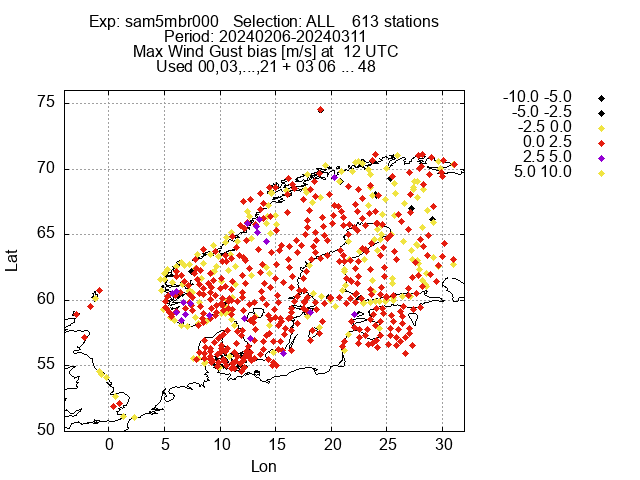 Exp: sam5mbr000   Selection: ALL    613 stations
Period: 20240206-20240311
Max Wind Gust bias [m/s] at  12 UTC
Used 00,03,...,21 + 03 06 ... 48
-10.0 -5.0
-5.0 -2.5
-2.5 0.0
0.0 2.5
2.5 5.0
5.0 10.0
75
70
65
60
55
50
Lat
0 5 10 15 20 25 30
Lon